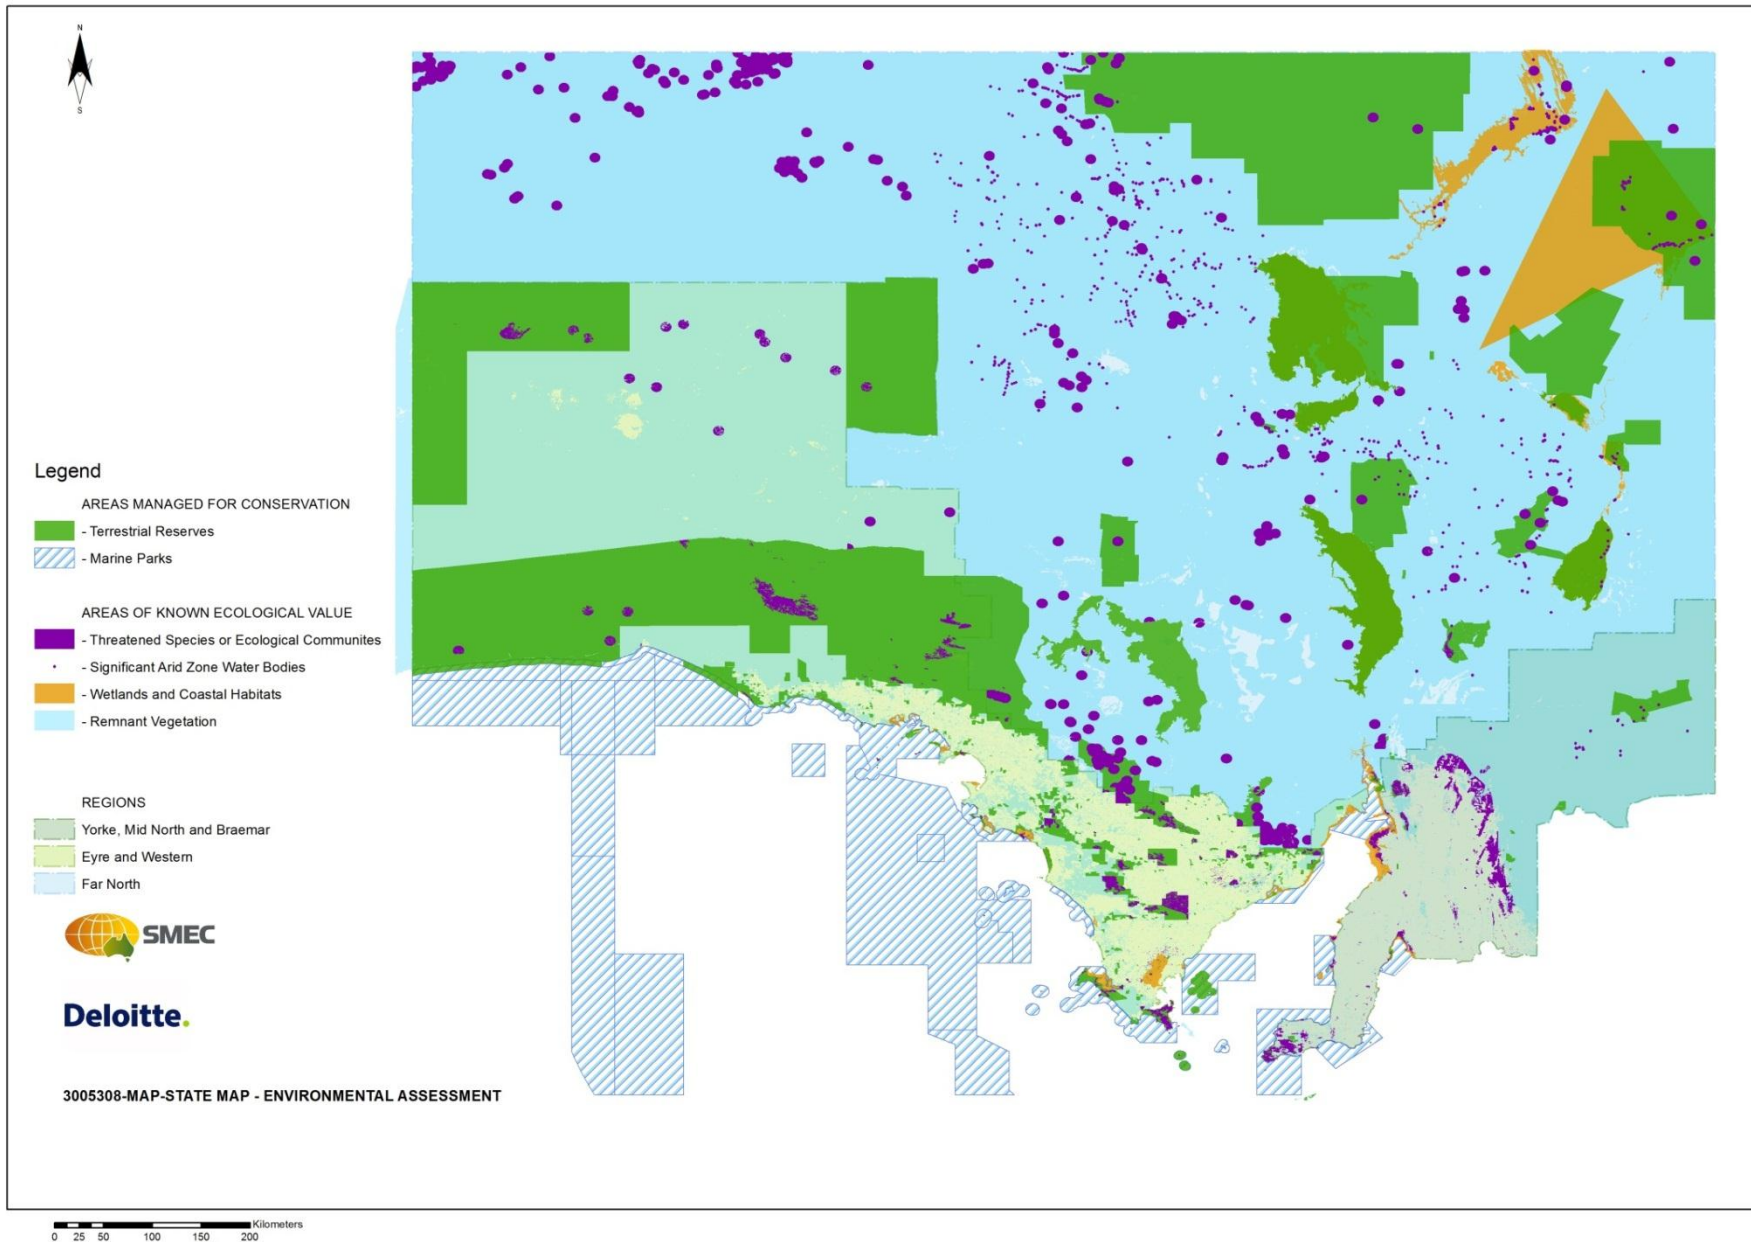 N
S
Legend
AREAS MANAGED FOR CONSERVATION
- Terrestrial Reserves
- Marine Parks
AREAS OF KNOWN ECOLOGICAL VALUE
- Threatened Species or Ecological Communites
- Significant Arid Zone Water Bodies
- Wetlands and Coastal Habitats
- Remnant Vegetation
REGIONS
Yorke, Mid North and Braemar
Eyre and Western
Far North
SMEC
Deloitte.
3005308-MAP-STATE MAP - ENVIRONMENTAL ASSESSMENT
Kilometers
0 25 50 100 150 200